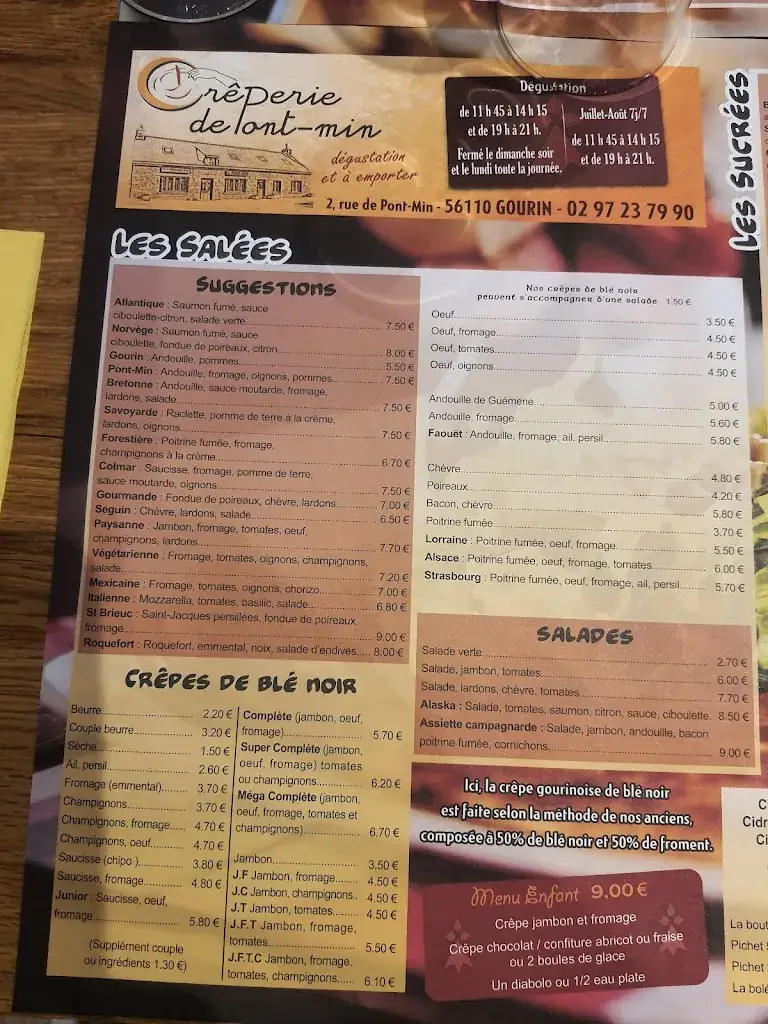 Crêperie
de Pont-min
dégustation
et à emporter
Dégustation
de 11 h 45 à 14 h 15
et de 19 h à 21 h.
Fermé le dimanche soir
et le lundi toute la journée.
Juillet-Août 7j/7
de 11 h 45 à 14 h 15
et de 19 h à 21 h.
2, rue de Pont-Min - 56110 GOURIN - 02 97 23 79 90
LES SALÉES
SUGGESTIONS
Atlantique : Saumon fumé, sauce
ciboulette-citron, salade verte 7.50 €
Norvège : Saumon fumé, sauce
ciboulette, fondue de poireaux, citron 8.00 €
Gourin : Andouille, pommes 5.50 €
Pont-Min : Andouille, fromage, oignons, pommes 7.50 €
Bretonne : Andouille, sauce moutarde, fromage,
lardons, salade 7.50 €
Savoyarde : Raclette, pomme de terre à la crème,
lardons, oignons 7.50 €
Forestière : Poitrine fumée, fromage,
champignons à la crème 6.70 €
Colmar : Saucisse, fromage, pomme de terre,
sauce moutarde, oignons 7.50 €
Gourmande : Fondue de poireaux, chèvre, lardons 7.00 €
Seguin : Chèvre, lardons, salade 6.50 €
Paysanne : Jambon, fromage, tomates, oeuf,
champignons, lardons 7.70 €
Végétarienne : Fromage, tomates, oignons, champignons,
salade 7.20 €
Mexicaine : Fromage, tomates, oignons, chorizo 7.00 €
Italienne : Mozzarella, tomates, basilic, salade 6.80 €
St Brieuc : Saint-Jacques persillées, fondue de poireaux
fromage 9.00 €
Roquefort : Roquefort, emmental, noix, salade d'endives 8.00 €
Nos crêpes de blé noir
peuvent s'accompagner d'une salade 1.50 €
Oeuf 3.50 €
Oeuf, fromage 4.50 €
Oeuf, tomates 4.50 €
Oeuf, oignons 4.50 €
Andouille de Guémené 5.00 €
Andouille, fromage 5.60 €
Faouët : Andouille, fromage, ail, persil 5.80 €
Chèvre 4.80 €
Poireaux 4.20 €
Bacon, chèvre 5.80 €
Poitrine fumée 3.70 €
Lorraine : Poitrine fumée, oeuf, fromage 5.50 €
Alsace : Poitrine fumée, oeuf, fromage, tomates 6.00 €
Strasbourg : Poitrine fumée, oeuf, fromage, ail, persil 5.70 €
SALADES
Salade verte 2.70 €
Salade, jambon, tomates 6.00 €
Salade, lardons, chèvre, tomates 7.70 €
Alaska : Salade, tomates, saumon, citron, sauce, ciboulette. 8.50 €
Assiette campagnarde : Salade, jambon, andouille, bacon
poitrine fumée, cornichons 9.00 €
CRÊPES DE BLÉ NOIR
Beurre 2.20 €
Couple beurre 3.20 €
Sèche 1.50 €
Ail, persil 2.60 €
Fromage (emmental) 3.70 €
Champignons 3.70 €
Champignons, fromage 4.70 €
Champignons, oeuf 4.70 €
Saucisse (chipo ) 3.80 €
Saucisse, fromage 4.80 €
Junior : Saucisse, oeuf,
fromage 5.80 €
(Supplément couple
ou ingrédients 1.30 €)
Complète (jambon, oeuf,
fromage) 5.70 €
Super Complète (jambon,
oeuf, fromage) tomates
ou champignons 6.20 €
Méga Complète (jambon,
oeuf, fromage, tomates et
champignons) 6.70 €
Jambon 3.50 €
J.F Jambon, fromage 4.50 €
J.C Jambon, champignons 4.50 €
J.T Jambon, tomates 4.50 €
J.F.T Jambon, fromage,
tomates 5.50 €
J.F.T.C Jambon, fromage,
tomates, champignons 6.10 €
Ici, la crêpe gourinoise de blé noir
est faite selon la méthode de nos anciens,
composée à 50% de blé noir et 50% de froment.
Menu Enfant 9.00 €
Crêpe jambon et fromage
Crêpe chocolat / confiture abricot ou fraise
ou 2 boules de glace
Un diabolo ou 1/2 eau plate
LES SUCRÉES
Cidr
Ci
La bout
Pichet
Pichet
La bolé